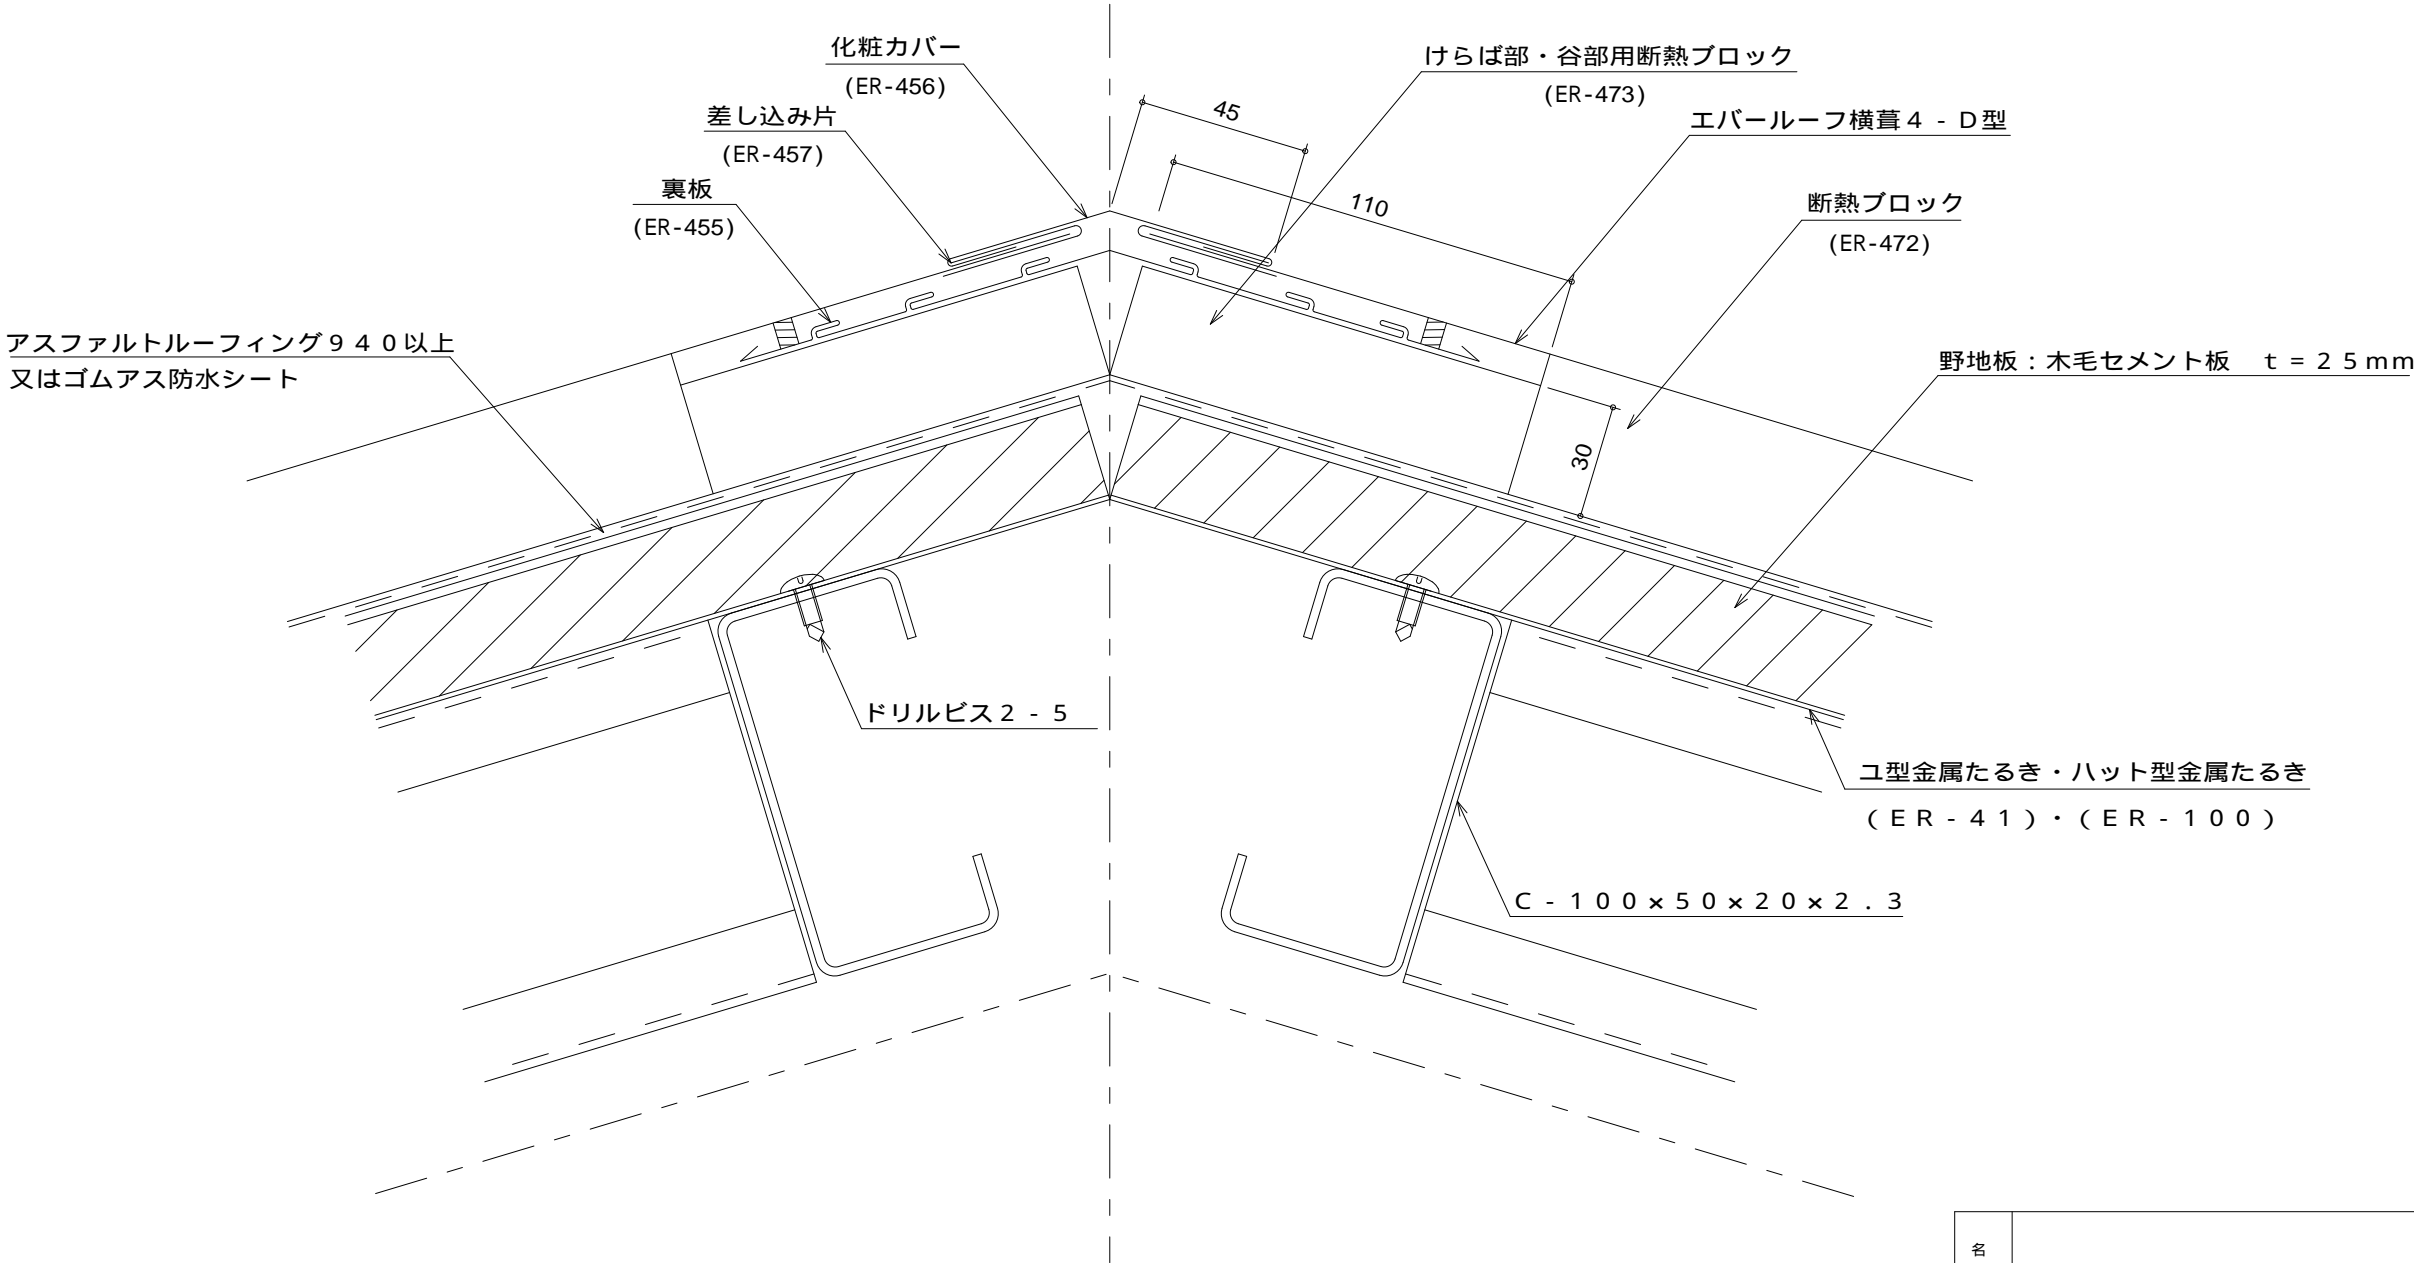 化粧カバー
(ER-456)
差し込み片
(ER-457)
裏板
(ER-455)
アスファルトルーフィング９４０以上
又はゴムアス防水シート
けらば部・谷部用断熱ブロック
(ER-473)
エバールーフ横葺４－Ｄ型
断熱ブロック
(ER-472)
野地板：木毛セメント板　ｔ＝２５mm
45
110
30
ドリルビス２－５
ユ型金属たるき・ハット型金属たるき
（ＥＲ－４１）・（ＥＲ－１００）
Ｃ－１００×５０×２０×２．３
名